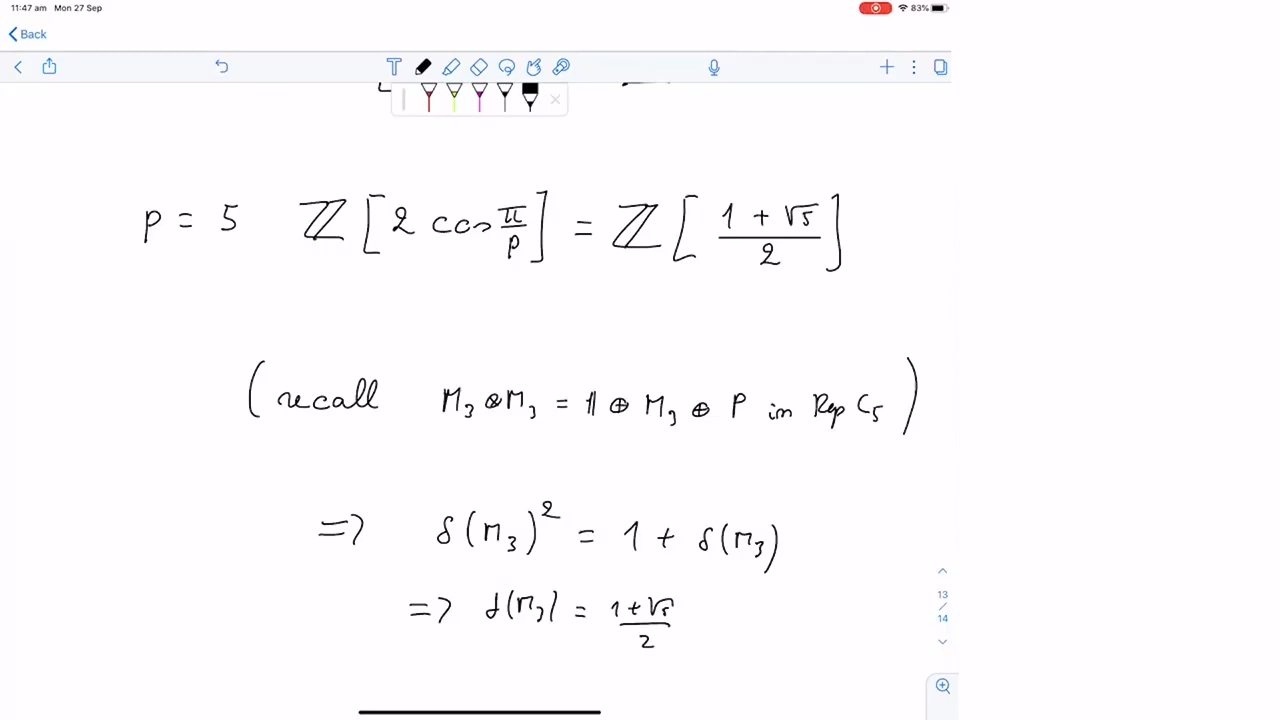 11:47 am Mon 27 Sep
83%
Back
p = 5 ℤ [2 cos π/p] = ℤ [(1 + √5)/2]
(recall M₃ ⊗ M₃ = 𝟙 ⊕ M₃ ⊕ P in Rep C₅)
=> δ(M₃)² = 1 + δ(M₃)
=> δ(M₃) = (1+√5)/2
13
/
14